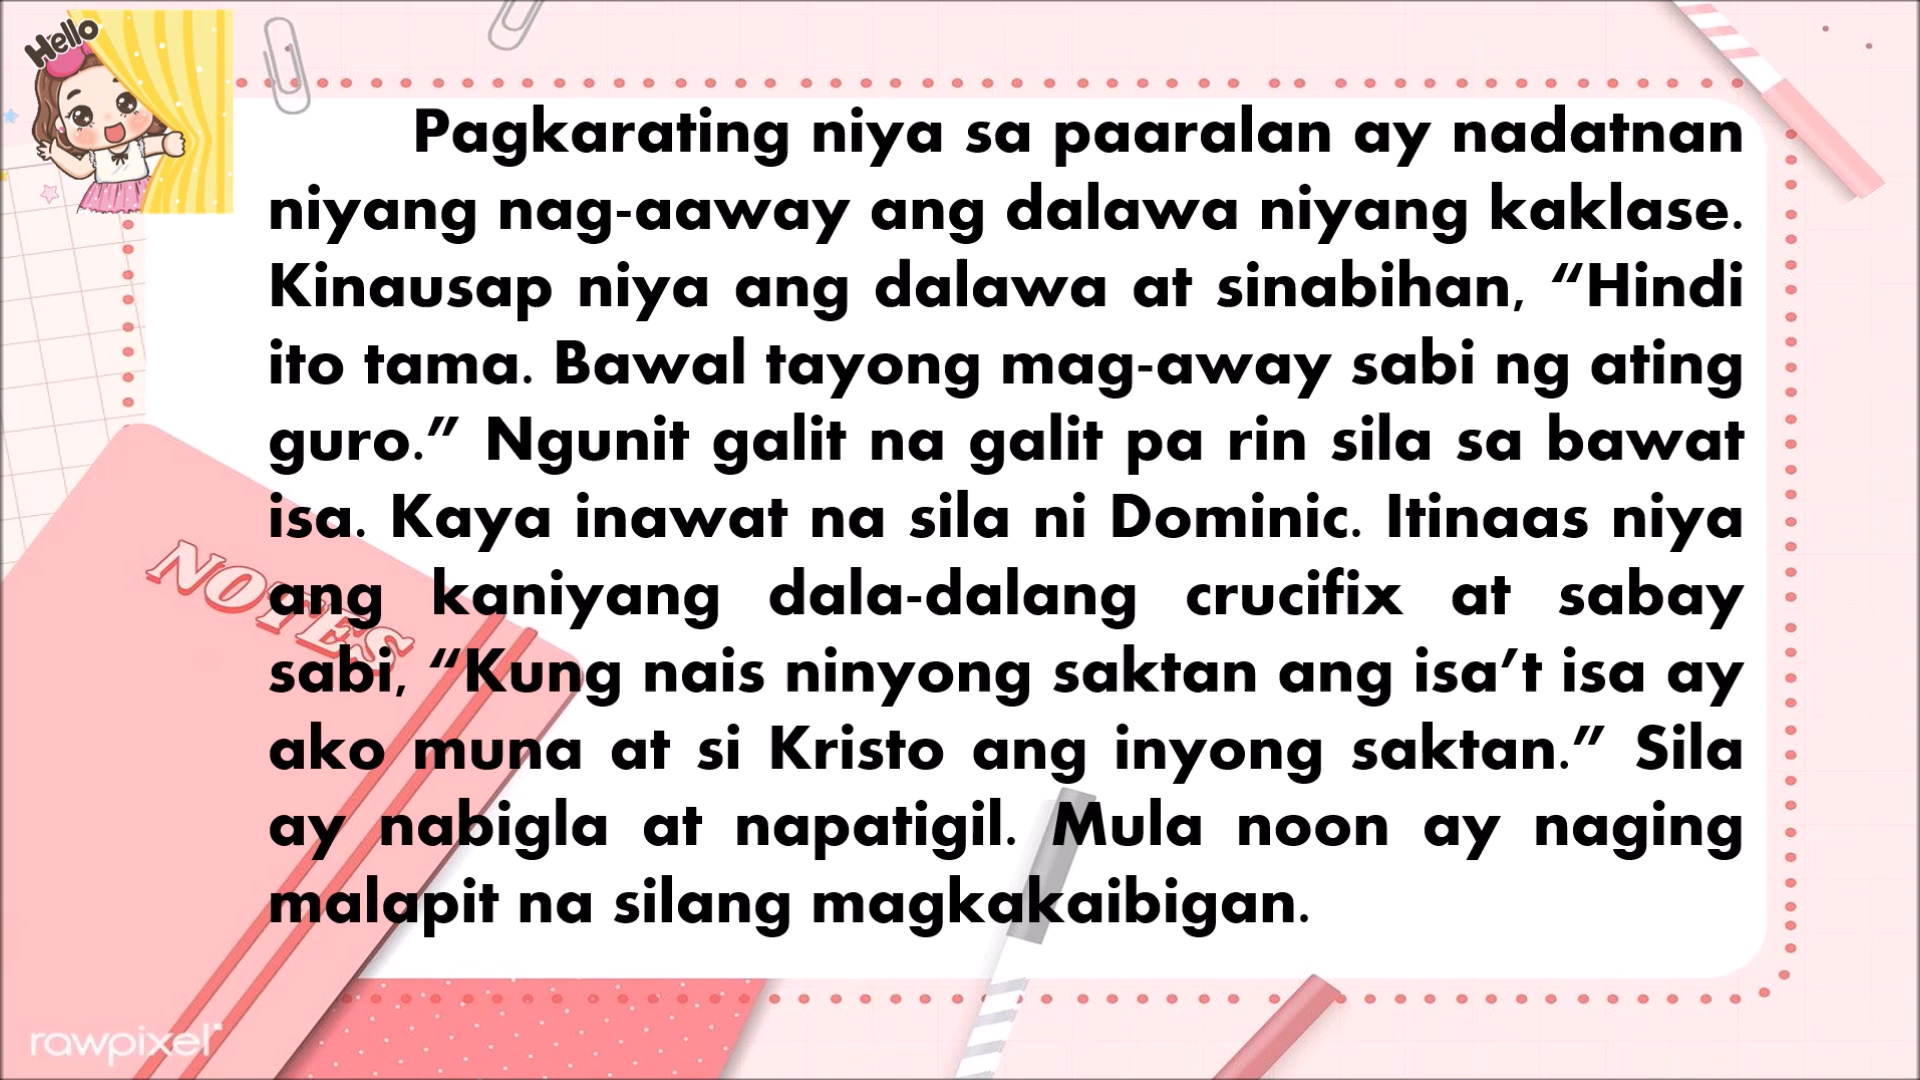 Hello
Pagkarating niya sa paaralan ay nadatnan
niyang nag-aaway ang dalawa niyang kaklase.
Kinausap niya ang dalawa at sinabihan, “Hindi
ito tama. Bawal tayong mag-away sabi ng ating
guro.” Ngunit galit na galit pa rin sila sa bawat
isa. Kaya inawat na sila ni Dominic. Itinaas niya
ang kaniyang dala-dalang crucifix at sabay
sabi, “Kung nais ninyong saktan ang isa’t isa ay
ako muna at si Kristo ang inyong saktan.” Sila
ay nabigla at napatigil. Mula noon ay naging
malapit na silang magkakaibigan.
NOTES
rawpixel